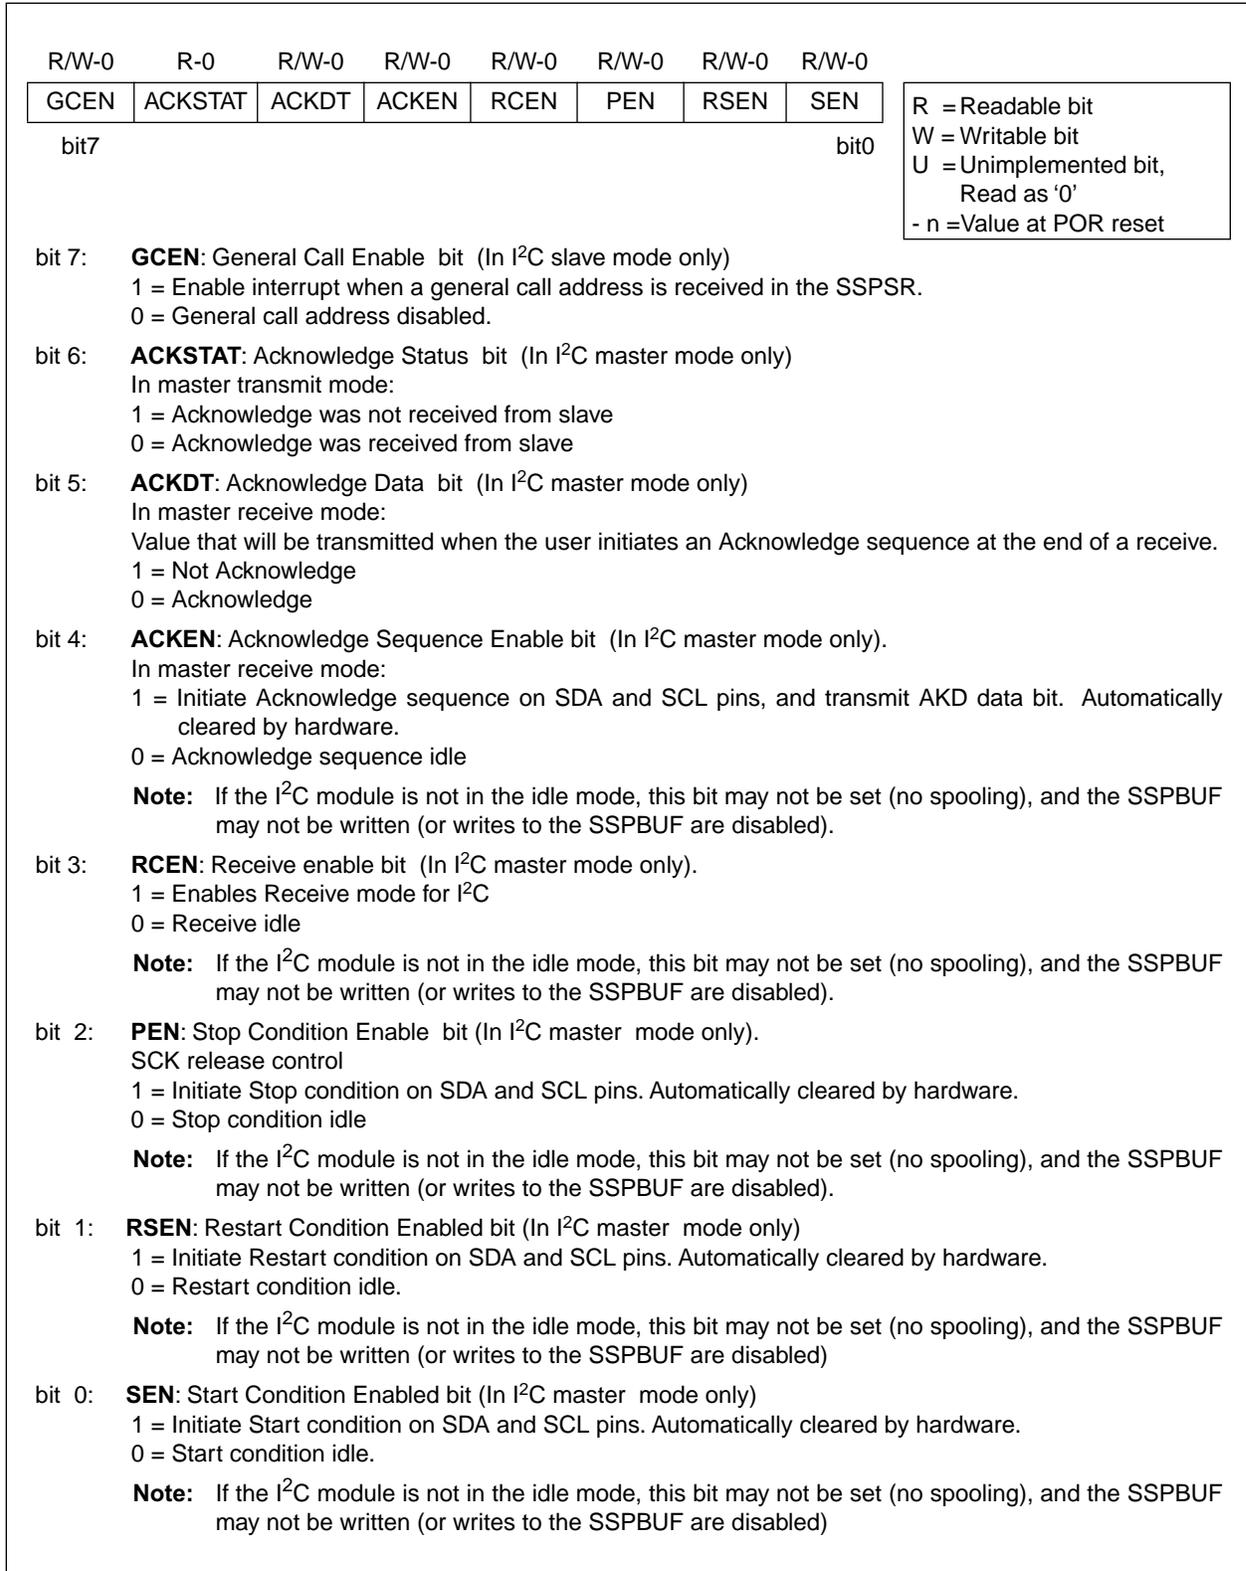 R/W-0 R-0 R/W-0 R/W-0 R/W-0 R/W-0 R/W-0 R/W-0
GCEN ACKSTAT ACKDT ACKEN RCEN PEN RSEN SEN
bit7 bit0
R = Readable bit
W = Writable bit
U = Unimplemented bit,
Read as ‘0’
- n = Value at POR reset
bit 7: GCEN: General Call Enable bit (In I2C slave mode only)
1 = Enable interrupt when a general call address is received in the SSPSR.
0 = General call address disabled.
bit 6: ACKSTAT: Acknowledge Status bit (In I2C master mode only)
In master transmit mode:
1 = Acknowledge was not received from slave
0 = Acknowledge was received from slave
bit 5: ACKDT: Acknowledge Data bit (In I2C master mode only)
In master receive mode:
Value that will be transmitted when the user initiates an Acknowledge sequence at the end of a receive.
1 = Not Acknowledge
0 = Acknowledge
bit 4: ACKEN: Acknowledge Sequence Enable bit (In I2C master mode only).
In master receive mode:
1 = Initiate Acknowledge sequence on SDA and SCL pins, and transmit AKD data bit. Automatically
cleared by hardware.
0 = Acknowledge sequence idle
Note: If the I2C module is not in the idle mode, this bit may not be set (no spooling), and the SSPBUF
may not be written (or writes to the SSPBUF are disabled).
bit 3: RCEN: Receive enable bit (In I2C master mode only).
1 = Enables Receive mode for I2C
0 = Receive idle
Note: If the I2C module is not in the idle mode, this bit may not be set (no spooling), and the SSPBUF
may not be written (or writes to the SSPBUF are disabled).
bit 2: PEN: Stop Condition Enable bit (In I2C master mode only).
SCK release control
1 = Initiate Stop condition on SDA and SCL pins. Automatically cleared by hardware.
0 = Stop condition idle
Note: If the I2C module is not in the idle mode, this bit may not be set (no spooling), and the SSPBUF
may not be written (or writes to the SSPBUF are disabled).
bit 1: RSEN: Restart Condition Enabled bit (In I2C master mode only)
1 = Initiate Restart condition on SDA and SCL pins. Automatically cleared by hardware.
0 = Restart condition idle.
Note: If the I2C module is not in the idle mode, this bit may not be set (no spooling), and the SSPBUF
may not be written (or writes to the SSPBUF are disabled)
bit 0: SEN: Start Condition Enabled bit (In I2C master mode only)
1 = Initiate Start condition on SDA and SCL pins. Automatically cleared by hardware.
0 = Start condition idle.
Note: If the I2C module is not in the idle mode, this bit may not be set (no spooling), and the SSPBUF
may not be written (or writes to the SSPBUF are disabled)